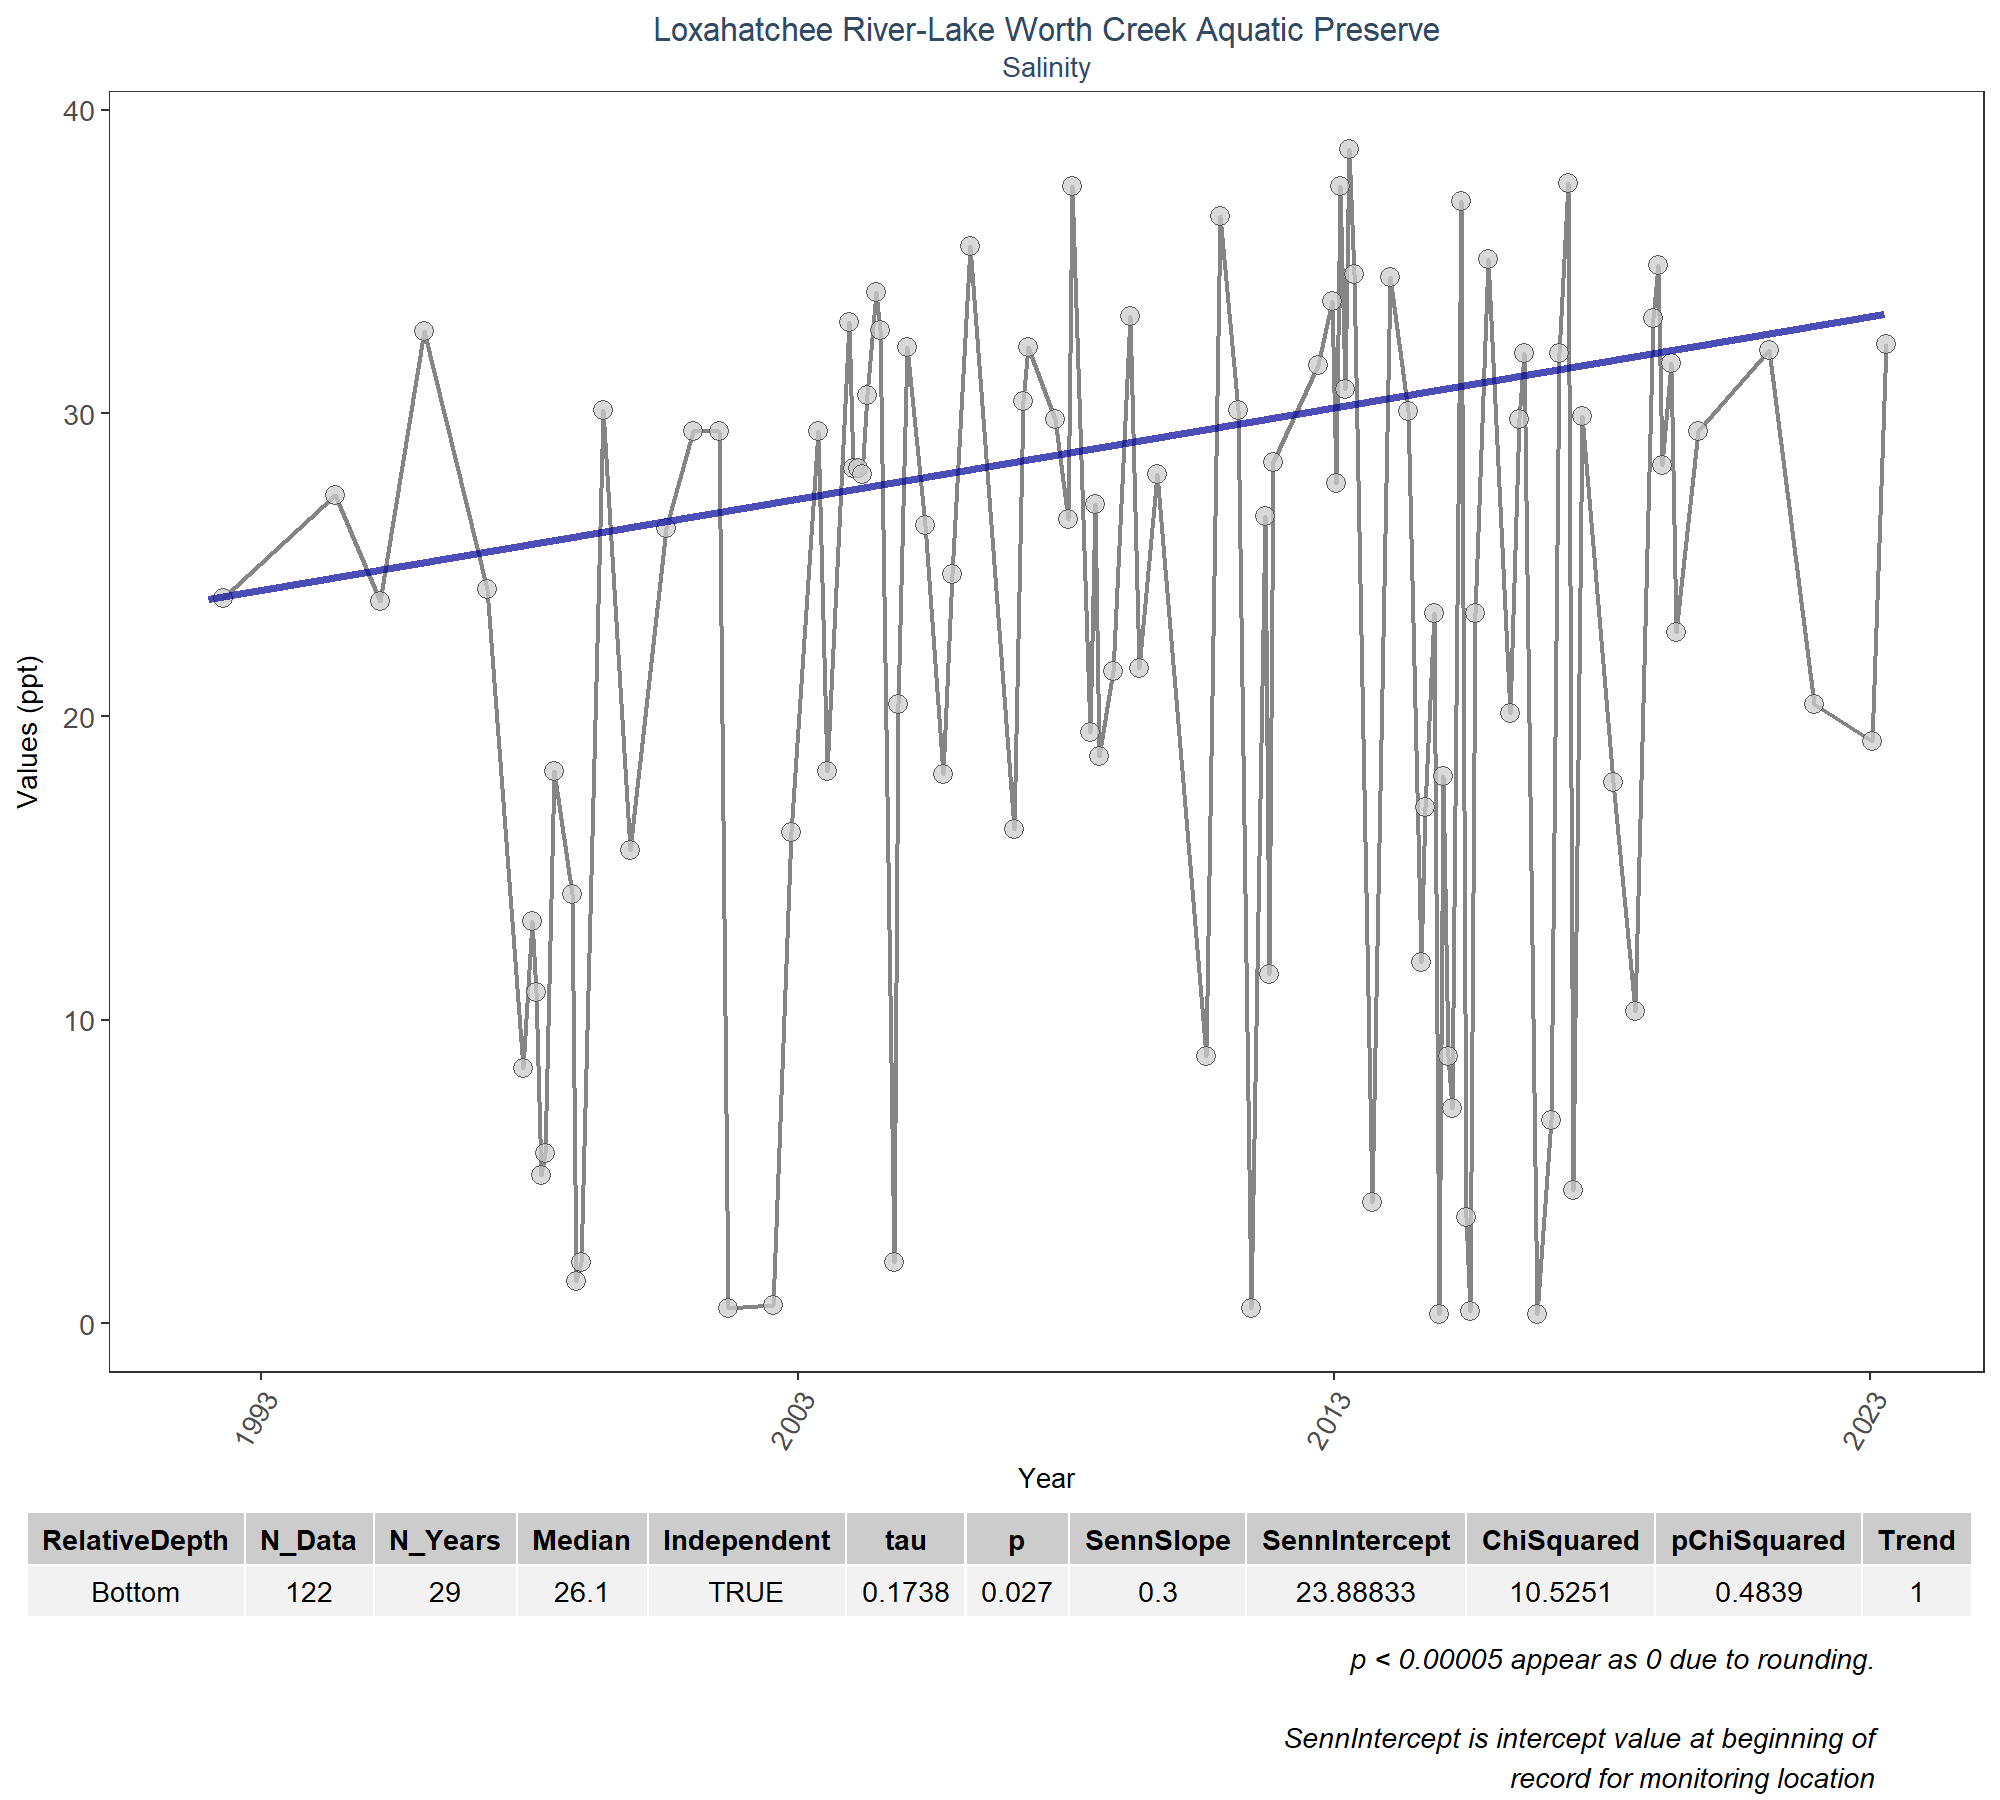 Loxahatchee River-Lake Worth Creek Aquatic Preserve
Salinity
40
30
20
10
0
Values (ppt)
1993
2003
2013
2023
Year
RelativeDepth N_Data N_Years Median Independent tau p SennSlope SennIntercept ChiSquared pChiSquared Trend
Bottom 122 29 26.1 TRUE 0.1738 0.027 0.3 23.88833 10.5251 0.4839 1
p < 0.00005 appear as 0 due to rounding.
SennIntercept is intercept value at beginning of
record for monitoring location